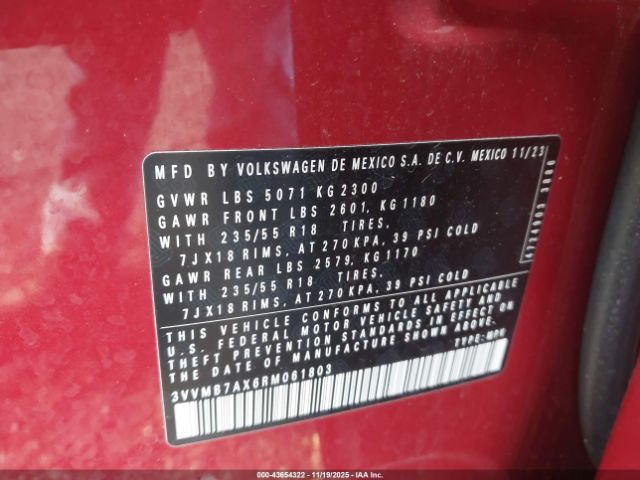 MFD BY VOLKSWAGEN DE MEXICO S.A. DE C.V. MEXICO 11/23
GVWR LBS 5071 KG 2300
GAWR FRONT LBS 2601, KG 1180
WITH 235/55 R18 TIRES,
7JX18 RIMS, AT 270 KPA, 39 PSI COLD
GAWR REAR LBS 2579, KG 1170
WITH 235/55 R18 TIRES,
7JX18 RIMS, AT 270 KPA, 39 PSI COLD
THIS VEHICLE CONFORMS TO ALL APPLICABLE
U.S. FEDERAL MOTOR VEHICLE SAFETY AND
THEFT PREVENTION STANDARDS IN EFFECT ON
THE DATE OF MANUFACTURE.
TYPE: MPV
3VVMB7AX6RM061803
000-43654322 - 11/19/2025 - IAAI.COM